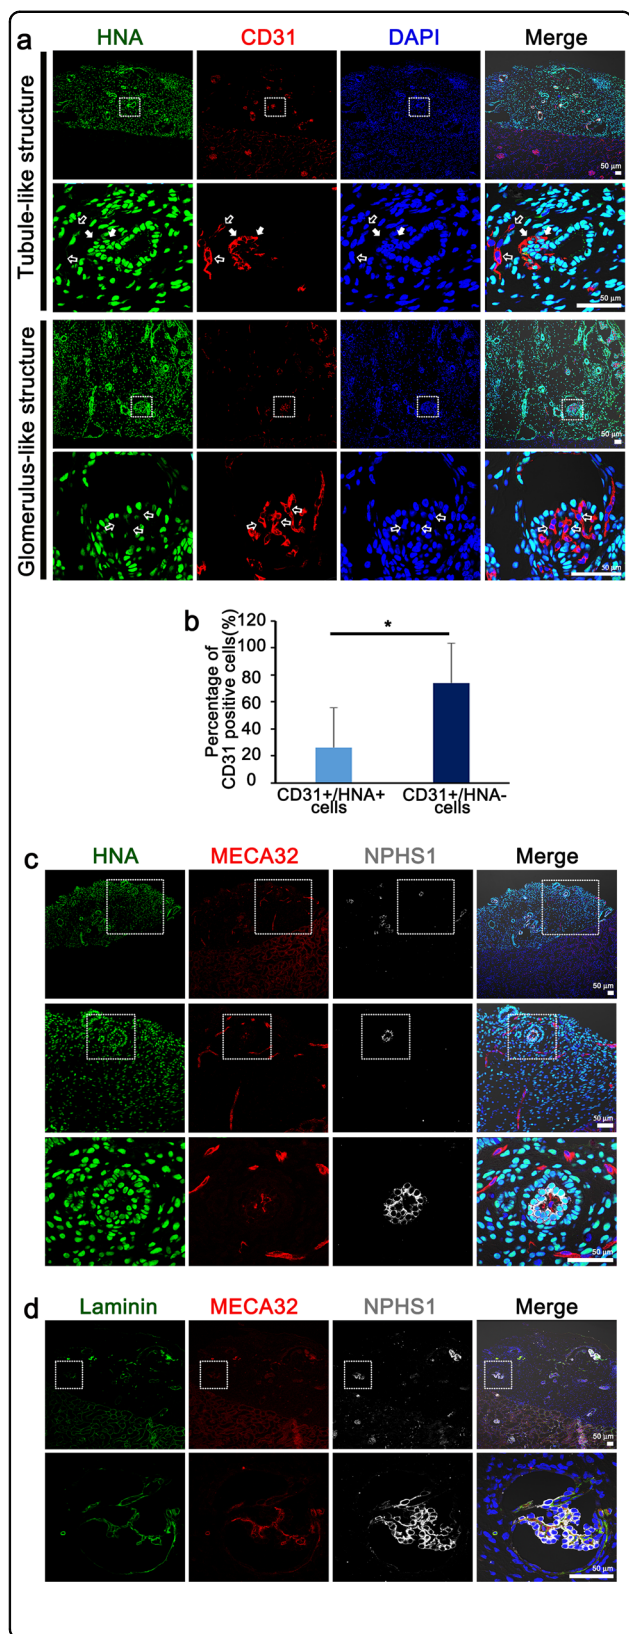 a
HNA CD31 DAPI Merge
Tubule-like structure
50 µm
50 µm
Glomerulus-like structure
50 µm
50 µm
b
Percentage of
CD31 positive cells(%)
120
100
80
60
40
20
0
*
CD31+/HNA+
cells
CD31+/HNA-
cells
c
HNA MECA32 NPHS1 Merge
50 µm
50 µm
50 µm
d
Laminin MECA32 NPHS1 Merge
50 µm
50 µm